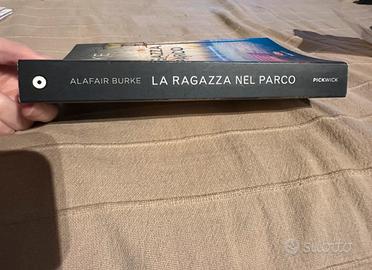 ALAFAIR BURKE LA RAGAZZA NEL PARCO PICKWICK
subito